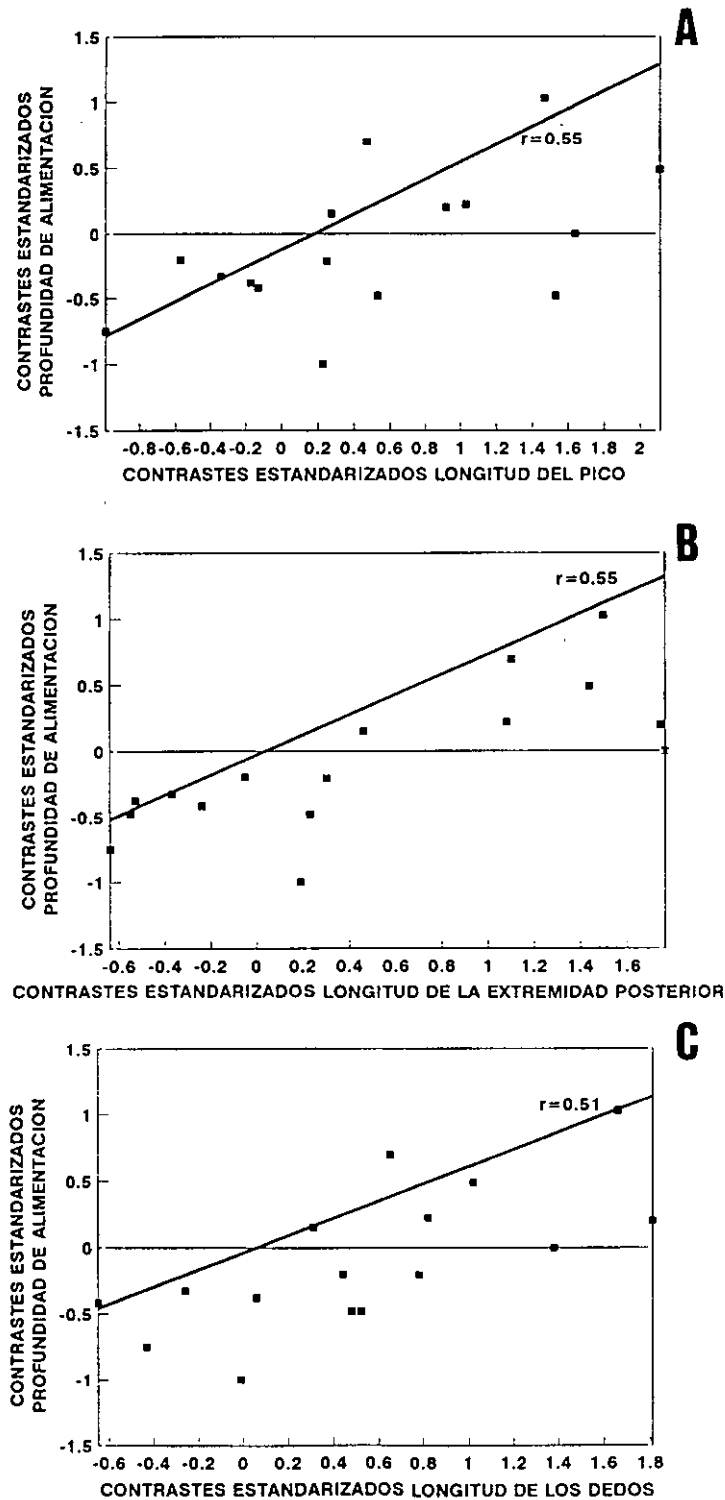 A
CONTRASTES ESTANDARIZADOS
PROFUNDIDAD DE ALIMENTACION
1.5
1
0.5
0
-0.5
-1
-1.5
r=0.55
-0.8-0.6-0.4-0.2 0 0.2 0.4 0.6 0.8 1 1.2 1.4 1.6 1.8 2
CONTRASTES ESTANDARIZADOS LONGITUD DEL PICO
B
CONTRASTES ESTANDARIZADOS
PROFUNDIDAD DE ALIMENTACION
1.5
1
0.5
0
-0.5
-1
-1.5
r=0.55
-0.6 -0.4 -0.2 0 0.2 0.4 0.6 0.8 1 1.2 1.4 1.6
CONTRASTES ESTANDARIZADOS LONGITUD DE LA EXTREMIDAD POSTERIOR
C
CONTRASTES ESTANDARIZADOS
PROFUNDIDAD DE ALIMENTACION
1.5
1
0.5
0
-0.5
-1
-1.5
r=0.51
-0.6 -0.4 -0.2 0 0.2 0.4 0.6 0.8 1 1.2 1.4 1.6 1.8
CONTRASTES ESTANDARIZADOS LONGITUD DE LOS DEDOS